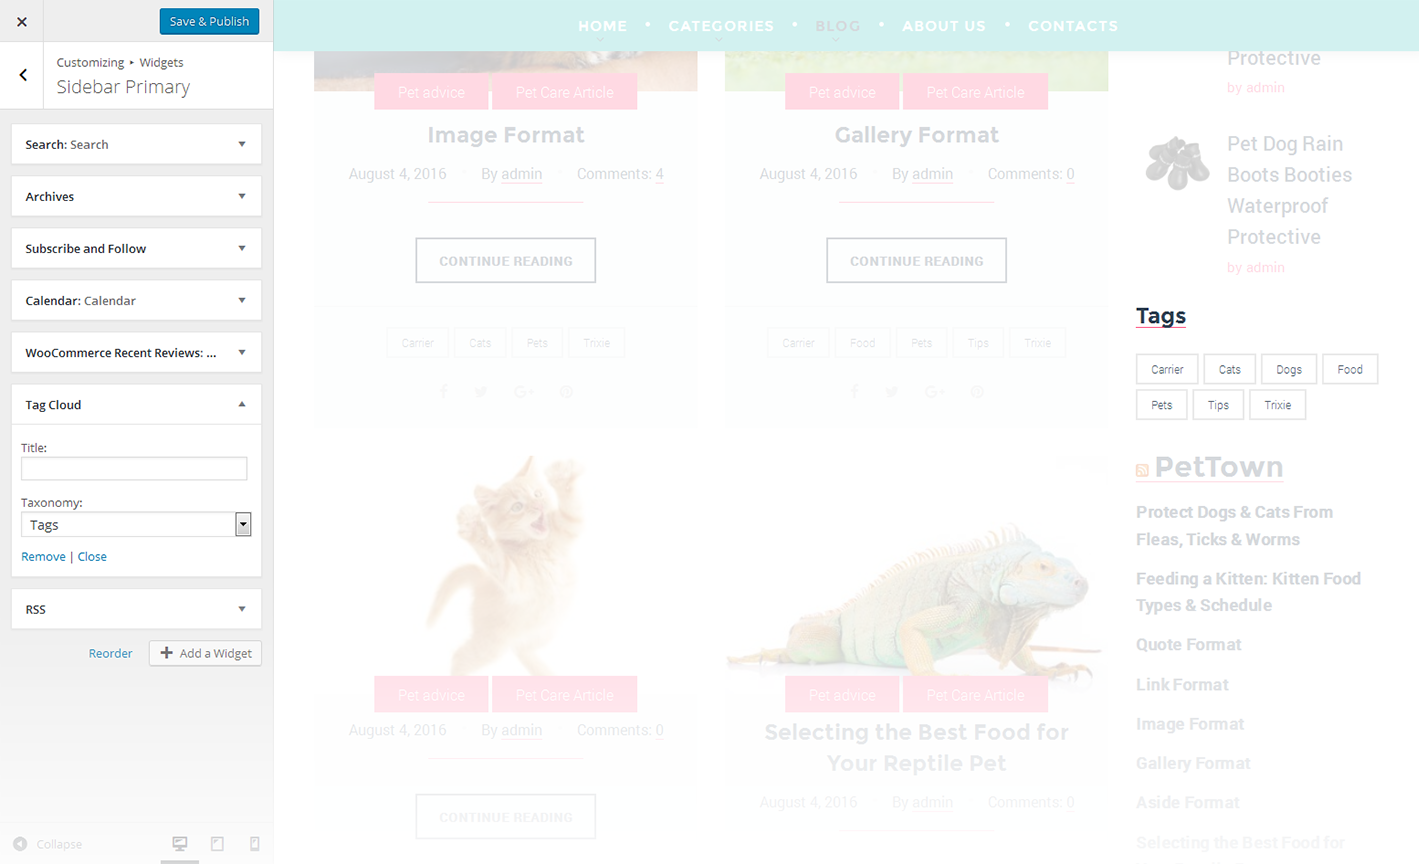 Save & Publish
Customizing ▸ Widgets
Sidebar Primary
Search: Search
Archives
Subscribe and Follow
Calendar: Calendar
WooCommerce Recent Reviews: ...
Tag Cloud
Title:
Taxonomy:
Tags
Remove | Close
RSS
Reorder
Add a Widget
Collapse
HOME • CATEGORIES • BLOG • ABOUT US • CONTACTS
Pet advice
Pet Care Article
Image Format
August 4, 2016 By admin Comments: 4
CONTINUE READING
Carrier Cats Pets Trixie
Pet advice
Pet Care Article
Gallery Format
August 4, 2016 By admin Comments: 0
CONTINUE READING
Carrier Food Pets Tips Trixie
Pet advice
Pet Care Article
August 4, 2016 By admin Comments: 0
CONTINUE READING
Pet advice
Pet Care Article
Selecting the Best Food for
Your Reptile Pet
August 4, 2016 By admin Comments: 0
Protective
by admin
Pet Dog Rain
Boots Booties
Waterproof
Protective
by admin
Tags
Carrier Cats Dogs Food
Pets Tips Trixie
PetTown
Protect Dogs & Cats From
Fleas, Ticks & Worms
Feeding a Kitten: Kitten Food
Types & Schedule
Quote Format
Link Format
Image Format
Gallery Format
Aside Format
Selecting the Best Food for